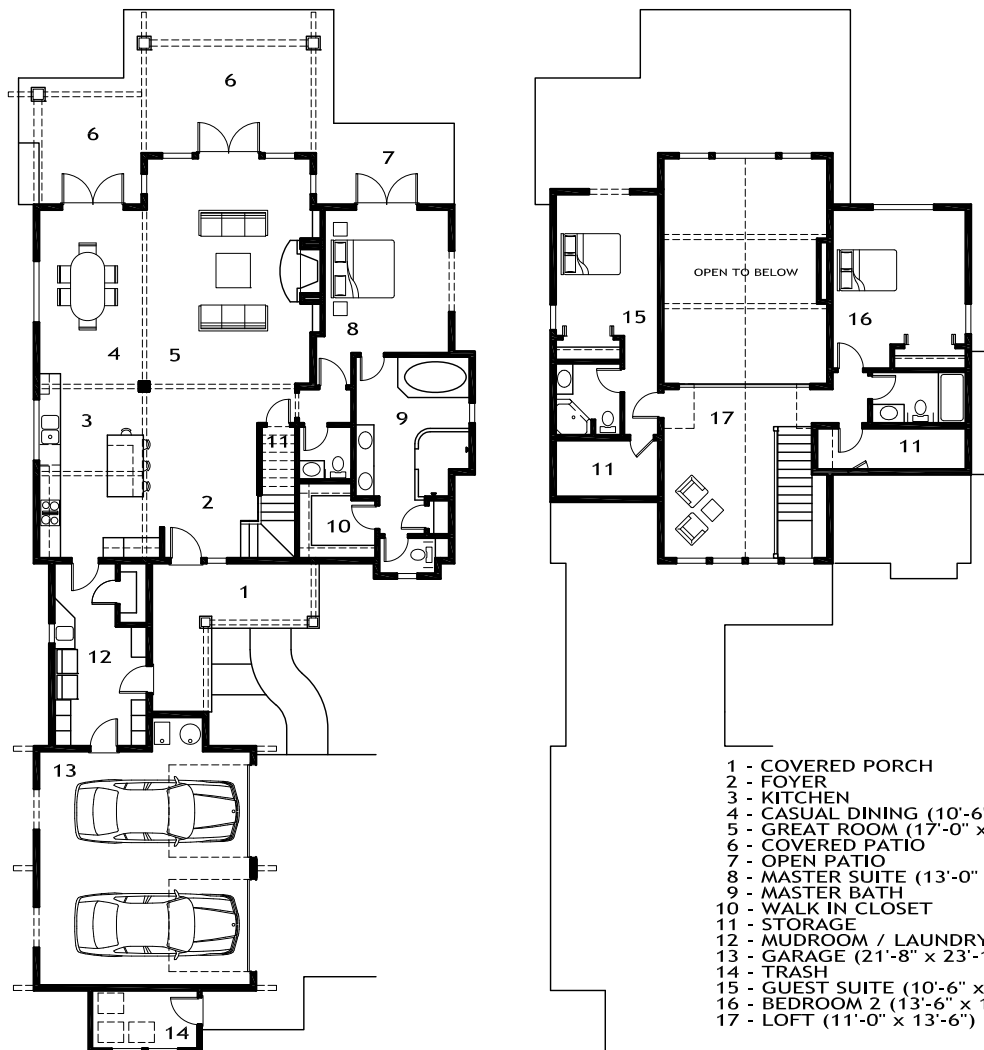 6
6
7
8
4
5
15
OPEN TO BELOW
16
3
9
17
11
11
11
2
10
1
12
13
14
1 - COVERED PORCH
2 - FOYER
3 - KITCHEN
4 - CASUAL DINING (10'-6"
5 - GREAT ROOM (17'-0" x
6 - COVERED PATIO
7 - OPEN PATIO
8 - MASTER SUITE (13'-0"
9 - MASTER BATH
10 - WALK IN CLOSET
11 - STORAGE
12 - MUDROOM / LAUNDRY
13 - GARAGE (21'-8" x 23'-1
14 - TRASH
15 - GUEST SUITE (10'-6" x
16 - BEDROOM 2 (13'-6" x 1
17 - LOFT (11'-0" x 13'-6")